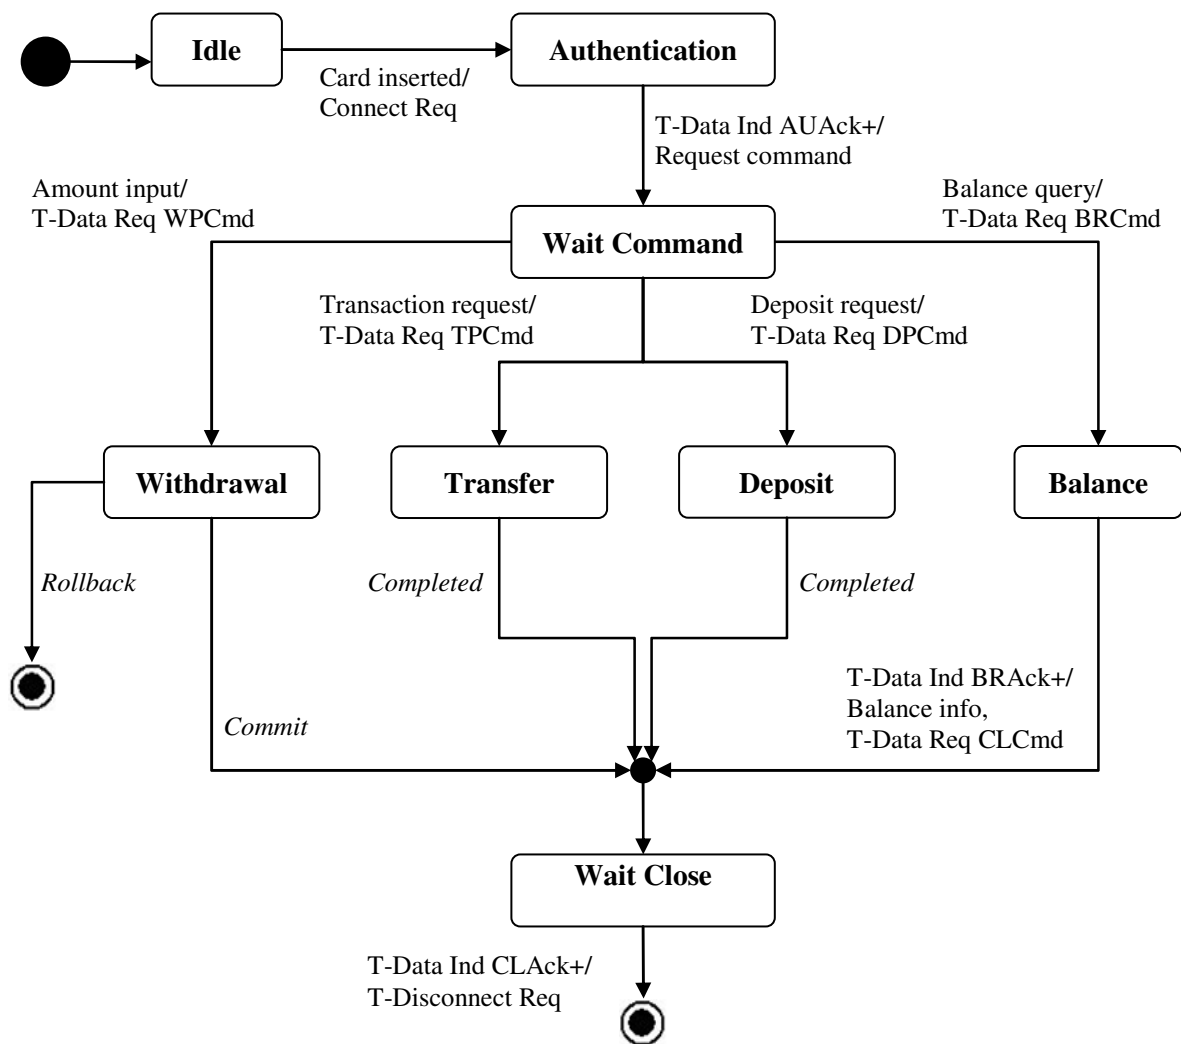 Idle
Authentication
Card inserted/
Connect Req
T-Data Ind AUAck+/
Request command
Amount input/
T-Data Req WPCmd
Balance query/
T-Data Req BRCmd
Wait Command
Transaction request/
T-Data Req TPCmd
Deposit request/
T-Data Req DPCmd
Withdrawal
Transfer
Deposit
Balance
Rollback
Completed
Completed
T-Data Ind BRAck+/
Balance info,
T-Data Req CLCmd
Commit
Wait Close
T-Data Ind CLAck+/
T-Disconnect Req